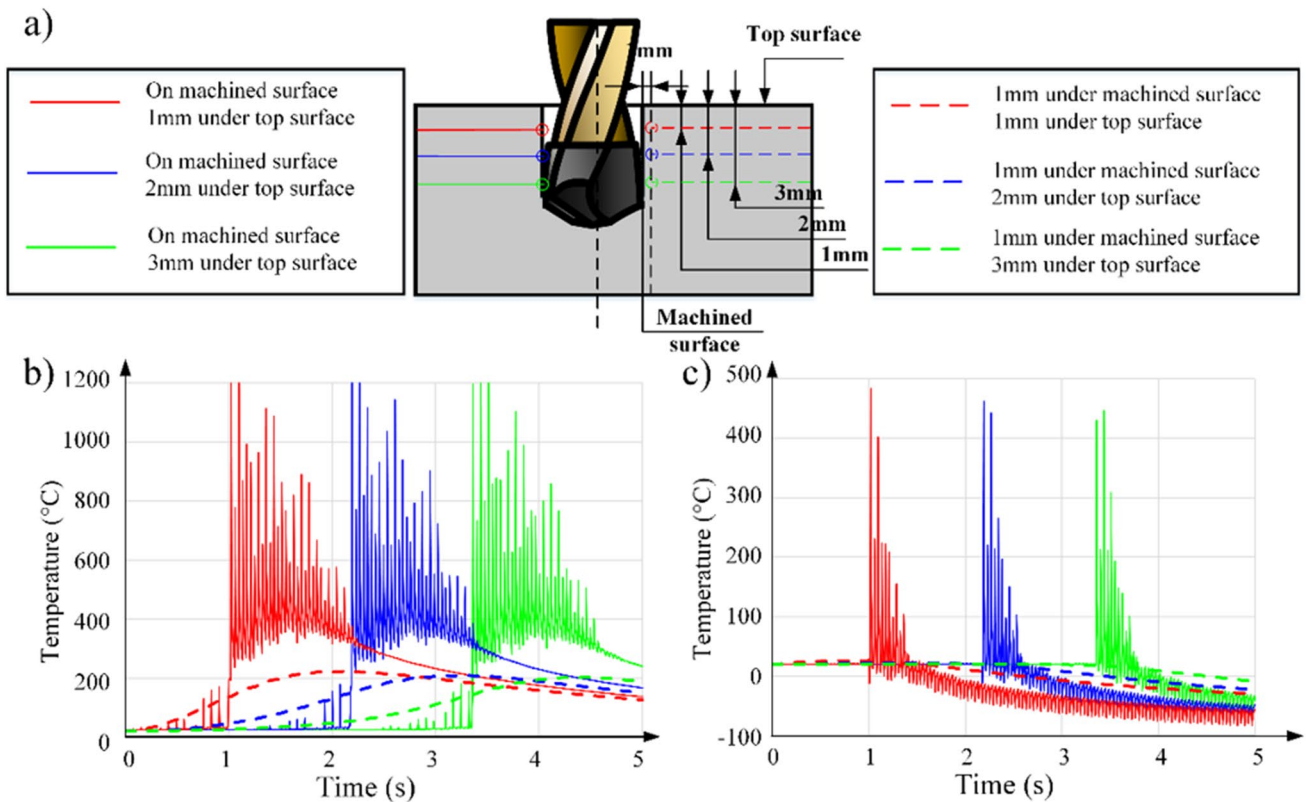 a)
On machined surface
1mm under top surface
On machined surface
2mm under top surface
On machined surface
3mm under top surface
Top surface
3mm
2mm
1mm
Machined
surface
1mm under machined surface
1mm under top surface
1mm under machined surface
2mm under top surface
1mm under machined surface
3mm under top surface
b)
1200
1000
800
600
400
200
0
Temperature (°C)
0 1 2 3 4 5
Time (s)
c)
500
400
300
200
100
0
-100
Temperature (°C)
1 2 3 4 5
Time (s)